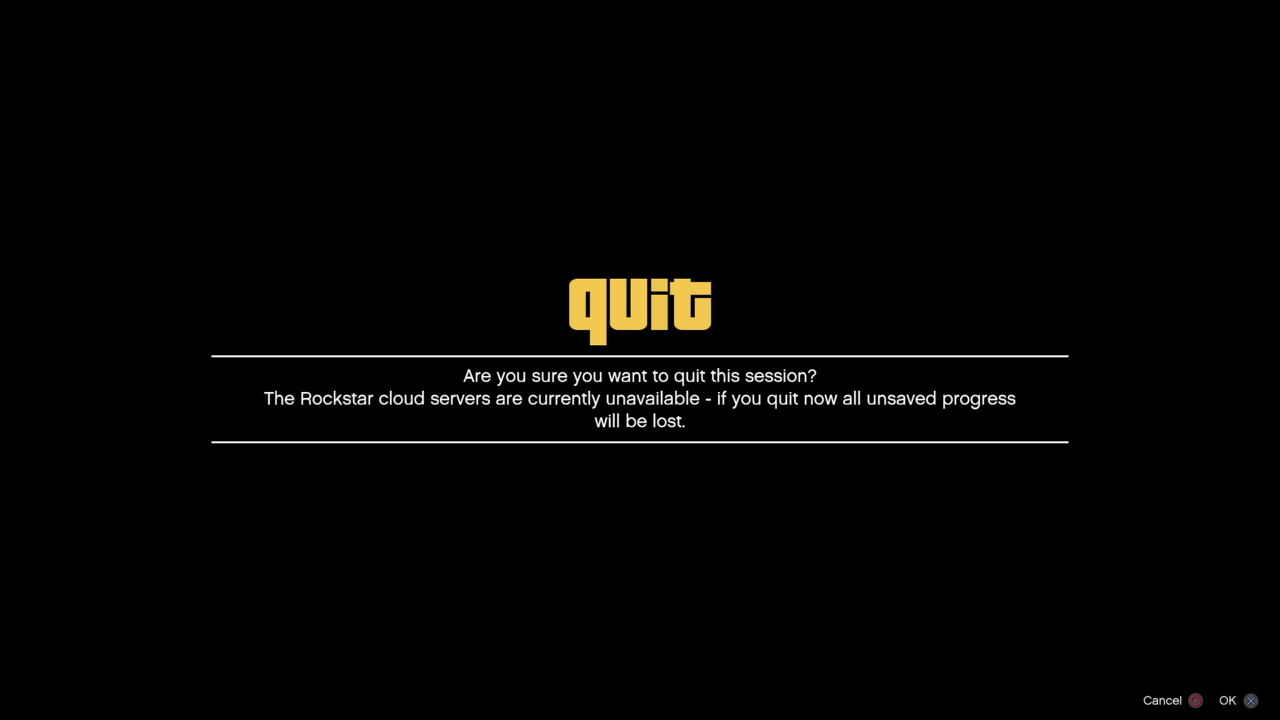 quit
Are you sure you want to quit this session?
The Rockstar cloud servers are currently unavailable - if you quit now all unsaved progress
will be lost.
Cancel OK